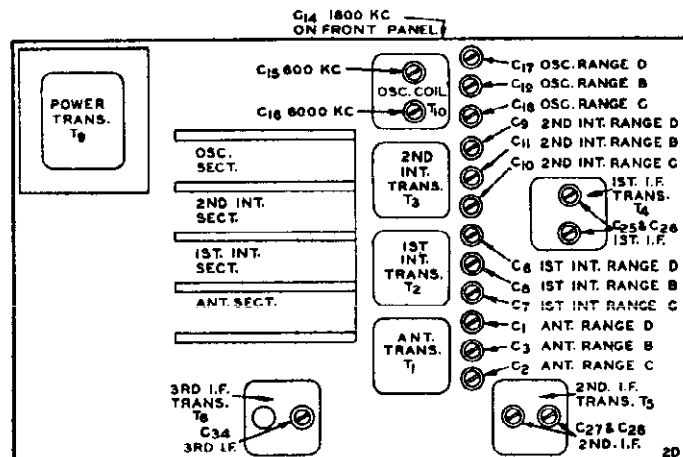 C14 1800 KC
ON FRONT PANEL
POWER
TRANS.
T9
C15 600 KC
OSC. COIL
C16 6000 KC
T10
C17 OSC. RANGE D
C19 OSC. RANGE B
C18 OSC. RANGE C
C9 2ND INT. RANGE D
C11 2ND INT. RANGE B
C10 2ND INT. RANGE C
OSC.
SECT.
2ND INT.
SECT.
1ST. INT.
SECT.
ANT. SECT.
2ND
INT.
TRANS.
T3
1ST
INT.
TRANS.
T2
ANT.
TRANS.
T1
1ST. I.F.
TRANS.
T4
C25 & C26
1ST. I.F.
C6 1ST INT. RANGE D
C8 1ST INT. RANGE B
C7 1ST INT RANGE C
C1 ANT. RANGE D
C3 ANT. RANGE B
C2 ANT. RANGE C
3RD I.F.
TRANS.
T6
C34
3RD I.F.
2ND. I.F.
TRANS. T5
C27 & C28
2ND. I.F.
2D